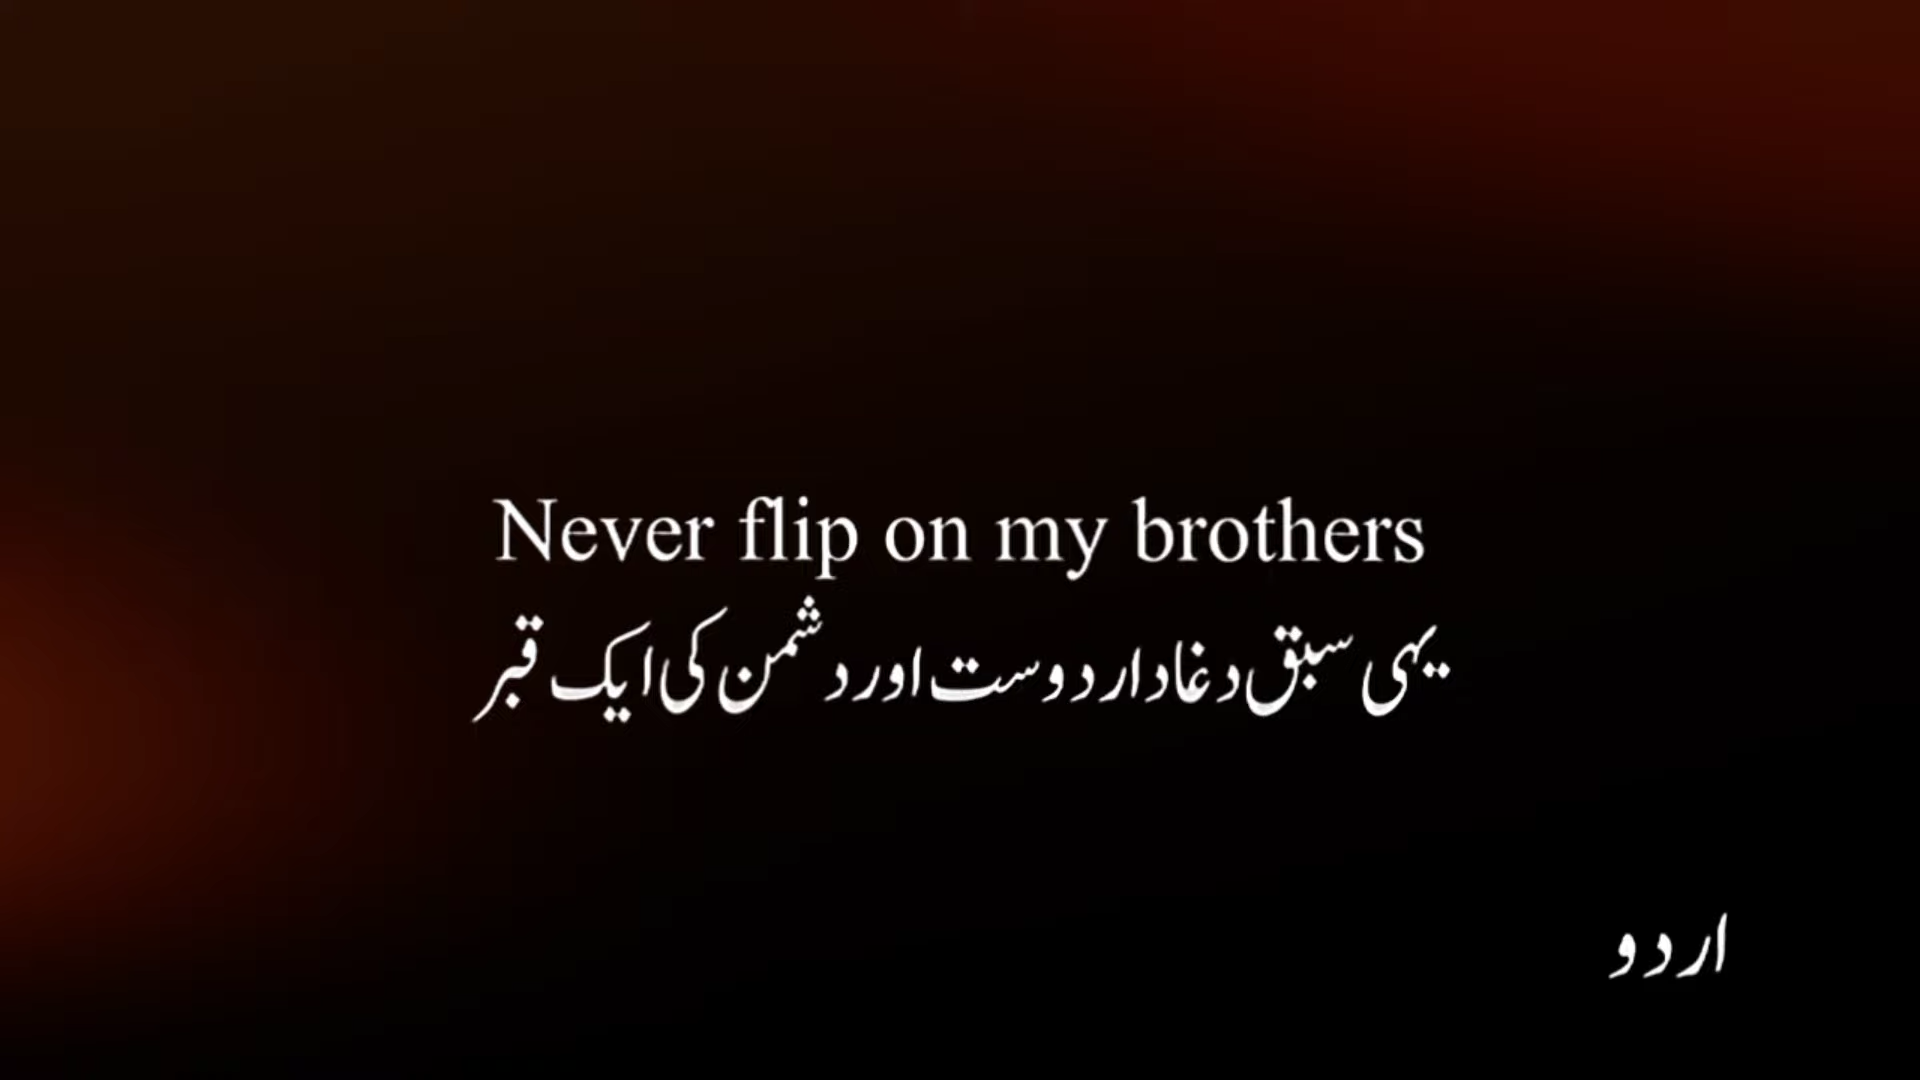 Never flip on my brothers
یہی سبق دغادار دوست اور دشمن کی ایک قبر
اردو